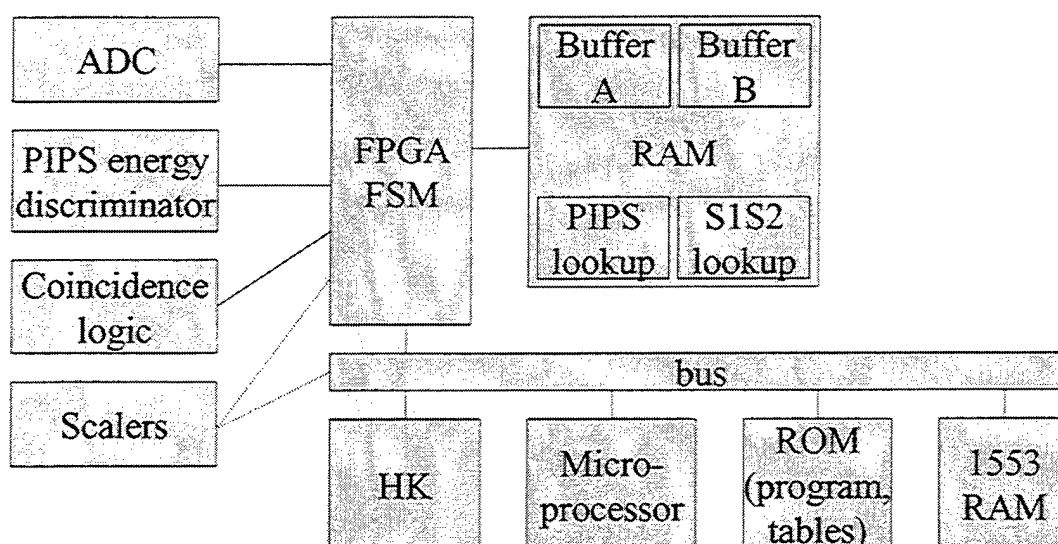 ADC
PIPS energy
discriminator
Coincidence
logic
Scalers
FPGA
FSM
Buffer
A
Buffer
B
RAM
PIPS
lookup
S1S2
lookup
bus
HK
Micro-
processor
ROM
(program,
tables)
1553
RAM